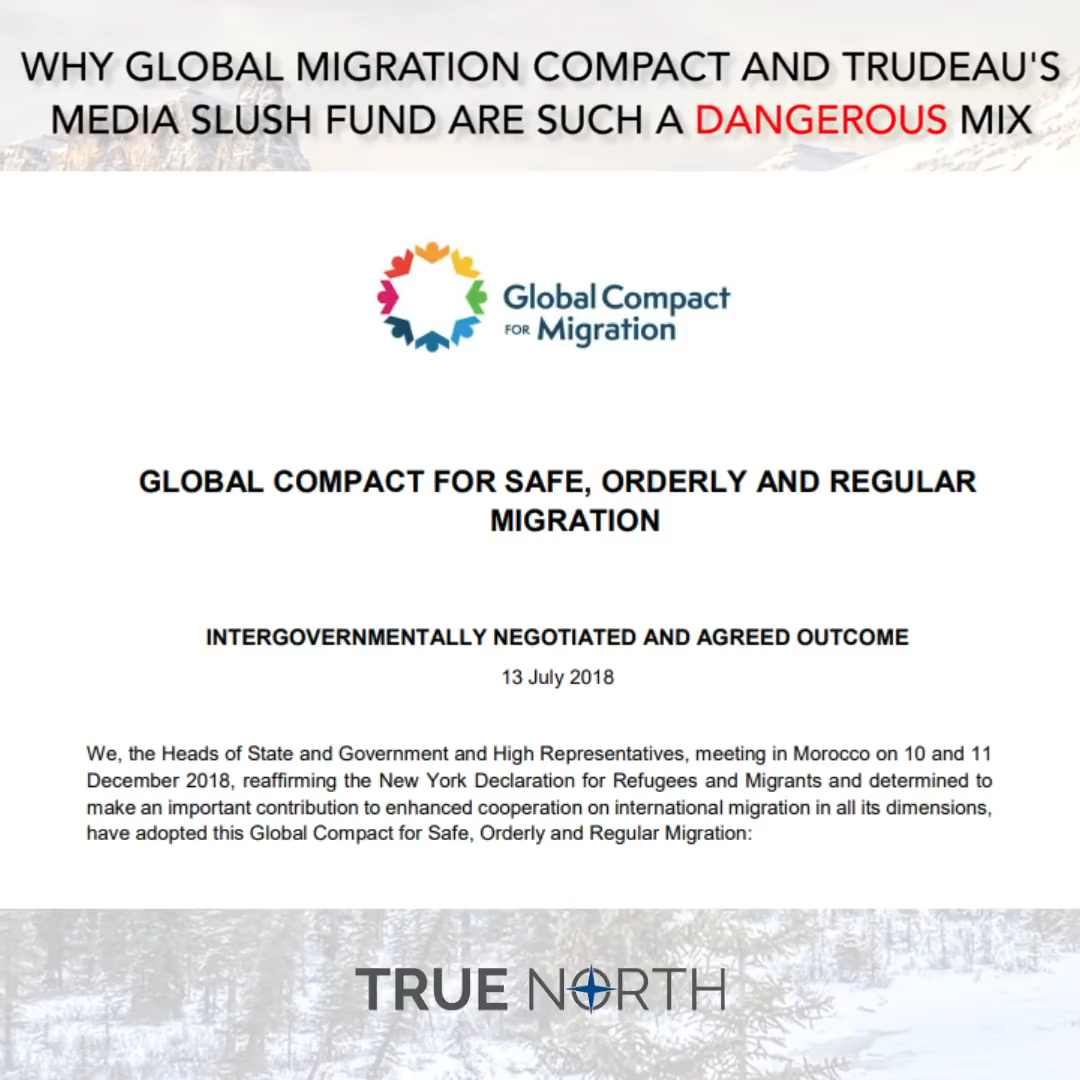 WHY GLOBAL MIGRATION COMPACT AND TRUDEAU'S
MEDIA SLUSH FUND ARE SUCH A DANGEROUS MIX
Global Compact
FOR Migration
GLOBAL COMPACT FOR SAFE, ORDERLY AND REGULAR
MIGRATION
INTERGOVERNMENTALLY NEGOTIATED AND AGREED OUTCOME
13 July 2018
We, the Heads of State and Government and High Representatives, meeting in Morocco on 10 and 11
December 2018, reaffirming the New York Declaration for Refugees and Migrants and determined to
make an important contribution to enhanced cooperation on international migration in all its dimensions,
have adopted this Global Compact for Safe, Orderly and Regular Migration:
TRUE NORTH